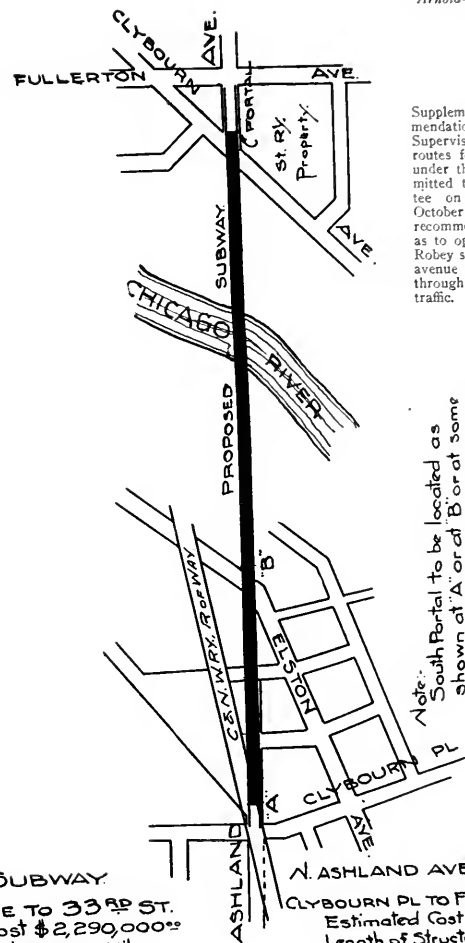 Arnold
CLYBOURN
AVE.
FULLERTON
AVE.
PORTAL
St. Ry.
Property
AVE.
SUBWAY
CHICAGO
RIVER
PROPOSED
"B"
C & N.W. RY. R OF WAY
ELSTON
AVE
CLYBOURN PL
ASHLAND
"A"
Note:-
South Portal to be located as
shown at "A" or at "B" or at some
Supplem
mendatio
Supervis
routes f
under th
mitted t
tee on
October
recomme
as to op
Robey s
avenue
through
traffic.
SUBWAY
E TO 33RD ST.
ost $2,290,000.00
N. ASHLAND AVE
CLYBOURN PL TO F
Estimated Cost
Length of Struct